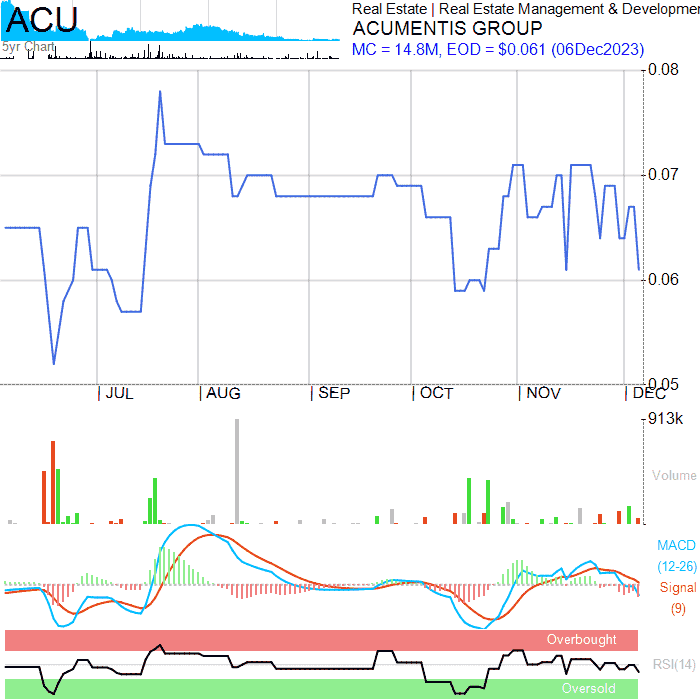 ACU
5yr Chart
Real Estate | Real Estate Management & Developmen
ACUMENTIS GROUP
MC = 14.8M, EOD = $0.061 (06Dec2023)
0.08
0.07
0.06
0.05
JUL
AUG
SEP
OCT
NOV
DEC
913k
Volume
MACD
(12-26)
Signal
(9)
Overbought
RSI(14)
Oversold